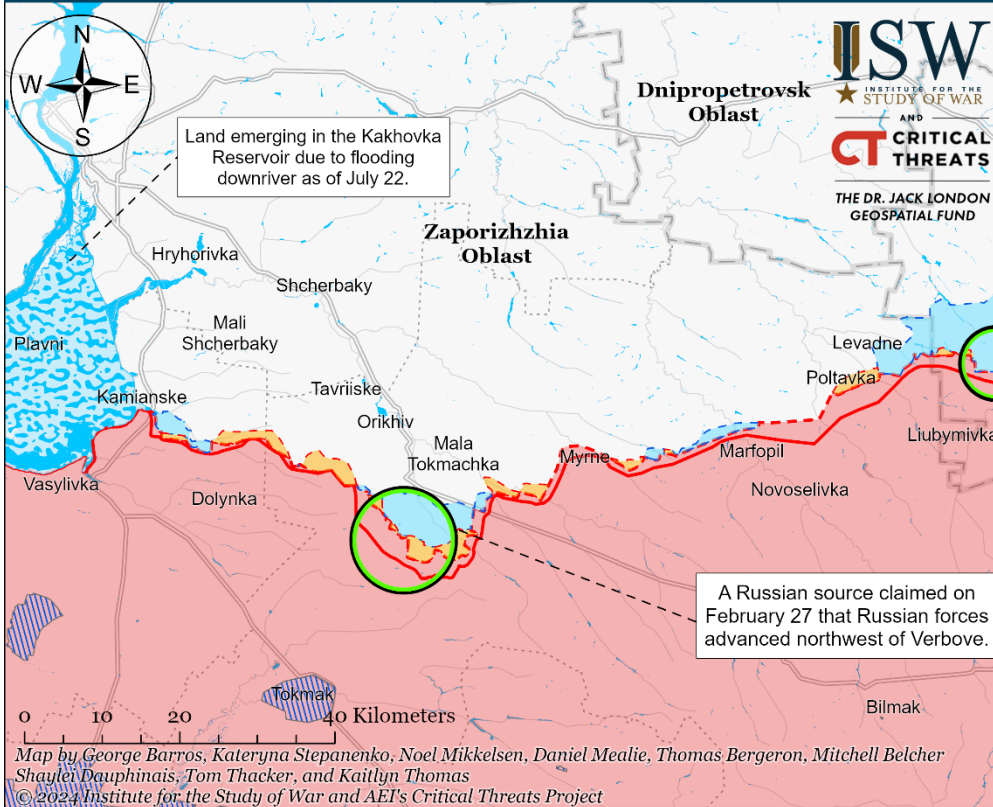 N
W E
S
ISW
INSTITUTE FOR THE
STUDY OF WAR
AND
CT CRITICAL
THREATS
THE DR. JACK LONDON
GEOSPATIAL FUND
Dnipropetrovsk
Oblast
Land emerging in the Kakhovka
Reservoir due to flooding
downriver as of July 22.
Zaporizhzhia
Oblast
Hryhorivka
Shcherbaky
Mali
Shcherbaky
Plavni
Levadne
Poltavka
Tavriiske
Kamianske
Orikhiv
Mala
Tokmachka
Liubymivka
Myrne
Marfopil
Vasylivka
Dolynka
Novoselivka
A Russian source claimed on
February 27 that Russian forces
advanced northwest of Verbove.
Tokmak
Bilmak
0 10 20 40 Kilometers
Map by George Barros, Kateryna Stepanenko, Noel Mikkelsen, Daniel Mealie, Thomas Bergeron, Mitchell Belcher
Shaylei Dauphinais, Tom Thacker, and Kaitlyn Thomas
© 2024 Institute for the Study of War and AEI's Critical Threats Project